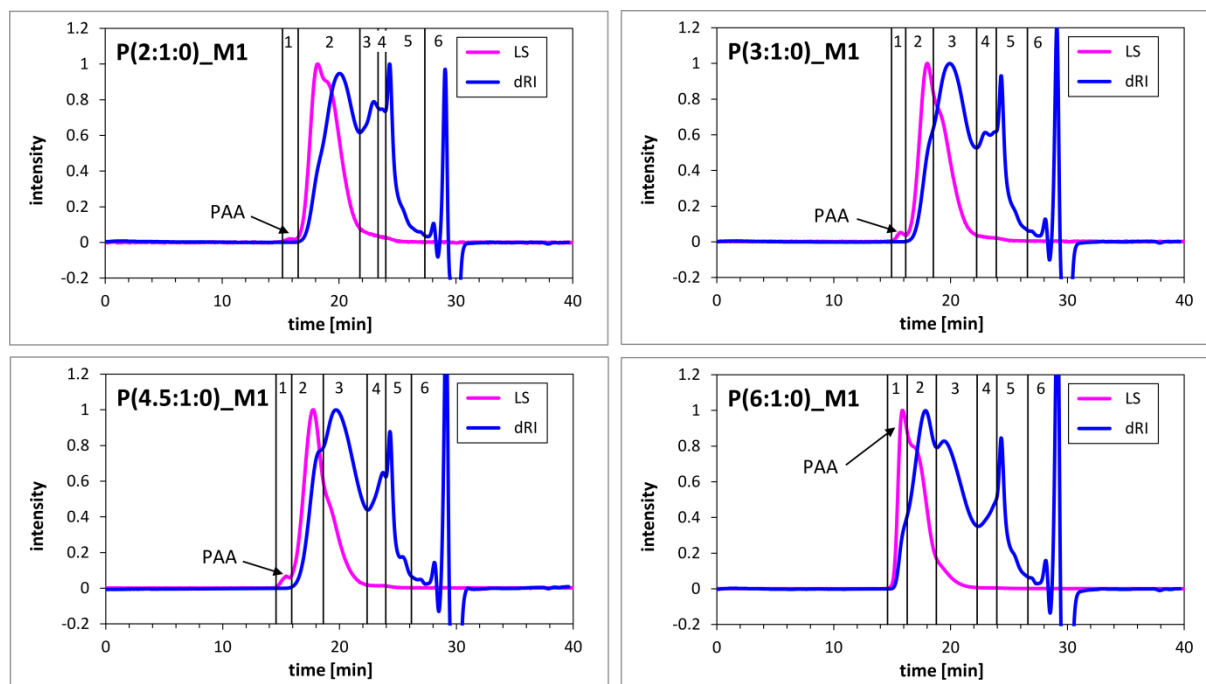 P(2:1:0)_M1
1 2 3 4 5 6
LS
dRI
PAA
intensity
1.2
1
0.8
0.6
0.4
0.2
0
-0.2
0 10 20 30 40
time [min]
P(3:1:0)_M1
1 2 3 4 5 6
LS
dRI
PAA
intensity
1.2
1
0.8
0.6
0.4
0.2
0
-0.2
0 10 20 30 40
time [min]
P(4.5:1:0)_M1
1 2 3 4 5 6
LS
dRI
PAA
intensity
1.2
1
0.8
0.6
0.4
0.2
0
-0.2
0 10 20 30 40
time [min]
P(6:1:0)_M1
1 2 3 4 5 6
LS
dRI
PAA
intensity
1.2
1
0.8
0.6
0.4
0.2
0
-0.2
0 10 20 30 40
time [min]